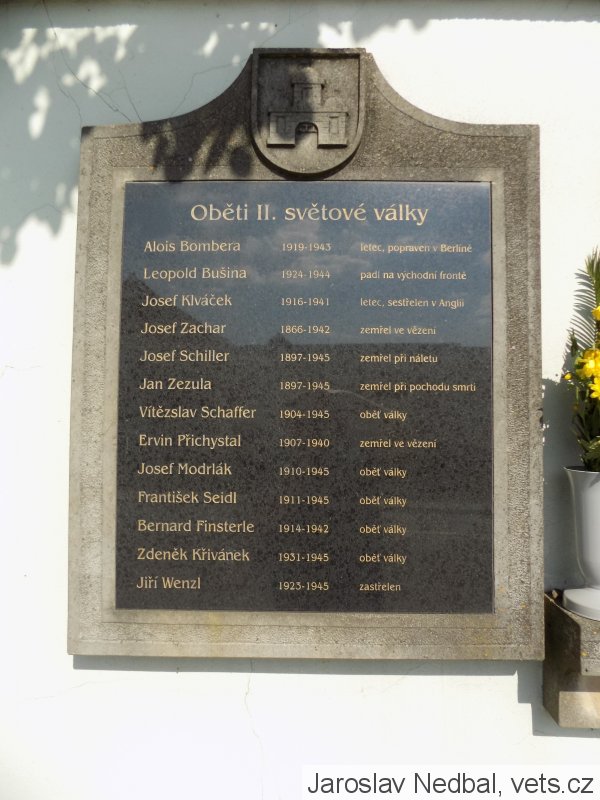 Oběti II. světové války
Alois Bombera 1919-1943 letec, popraven v Berlíně
Leopold Bušina 1924-1944 padl na východní frontě
Josef Klváček 1916-1941 letec, sestřelen v Anglii
Josef Zachar 1866-1942 zemřel ve vězení
Josef Schiller 1897-1945 zemřel při náletu
Jan Zezula 1897-1945 zemřel při pochodu smrti
Vítězslav Schaffer 1904-1945 oběť války
Ervin Přichystal 1907-1940 zemřel ve vězení
Josef Modrlák 1910-1945 oběť války
František Seidl 1911-1945 oběť války
Bernard Finsterle 1914-1942 oběť války
Zdeněk Křivánek 1931-1945 oběť války
Jiří Wenzl 1923-1945 zastřelen
Jaroslav Nedbal, vets.cz